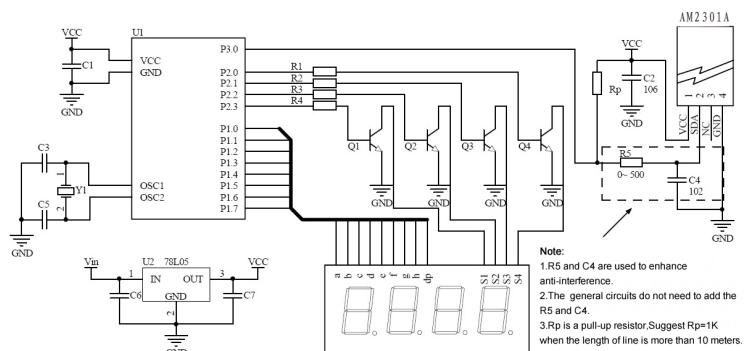 AM2301A
VCC
U1
C1
VCC
GND
GND
P3.0
P2.0
P2.1
P2.2
P2.3
R1
R2
R3
R4
P1.0
P1.1
P1.2
P1.3
P1.4
P1.5
P1.6
P1.7
Q1
Q2
Q3
Q4
GND
GND
GND
GND
VCC
Rp
C2
106
GND
1
2
3
4
VCC
SDA
NC
GND
R5
0~ 500
C4
102
GND
C3
1
Y1
2
C5
GND
OSC1
OSC2
Vin
1
U2 78L05
IN OUT
GND
3
VCC
C6
2
C7
GND
a
b
c
d
e
f
g
h
dp
S1
S2
S3
S4
Note:
1.R5 and C4 are used to enhance
anti-interference.
2.The general circuits do not need to add the
R5 and C4.
3.Rp is a pull-up resistor,Suggest Rp=1K
when the length of line is more than 10 meters.